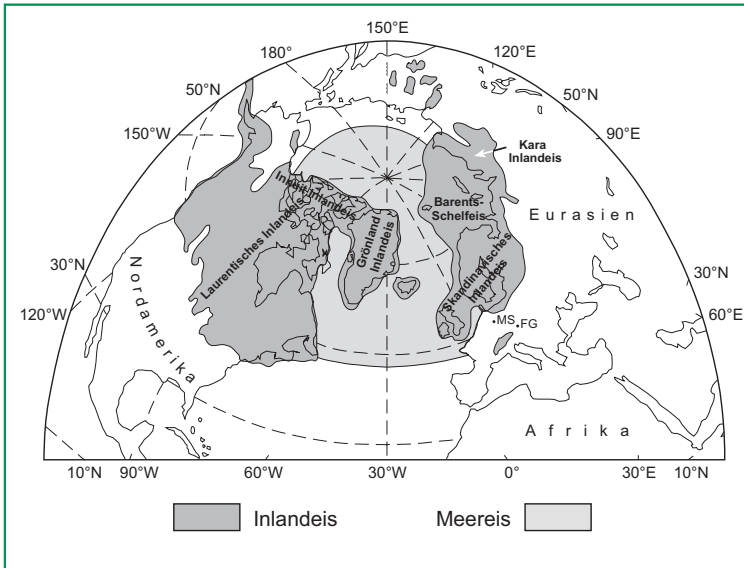 150°E
180°
120°E
50°N
50°N
150°W
90°E
Kara
Inlandeis
Innuit Inlandeis
Barents-
Schelfeis
Eurasien
Laurentisches Inlandeis
Grönland
Inlandeis
Skandinavisches
Inlandeis
30°N
30°N
120°W
60°E
Nordamerika
MS
FG
Afrika
10°N
90°W
60°W
30°W
0°
30°E
10°N
Inlandeis
Meereis